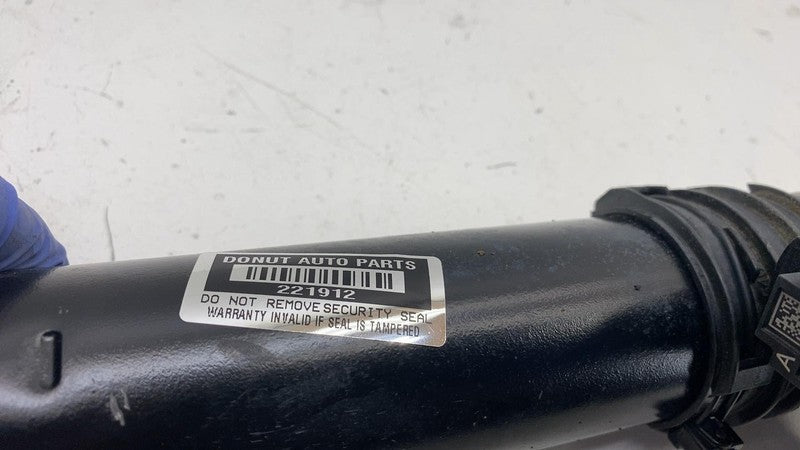 DONUT AUTO PARTS
221912
DO NOT REMOVE SECURITY SEAL
WARRANTY INVALID IF SEAL IS TAMPERED
A